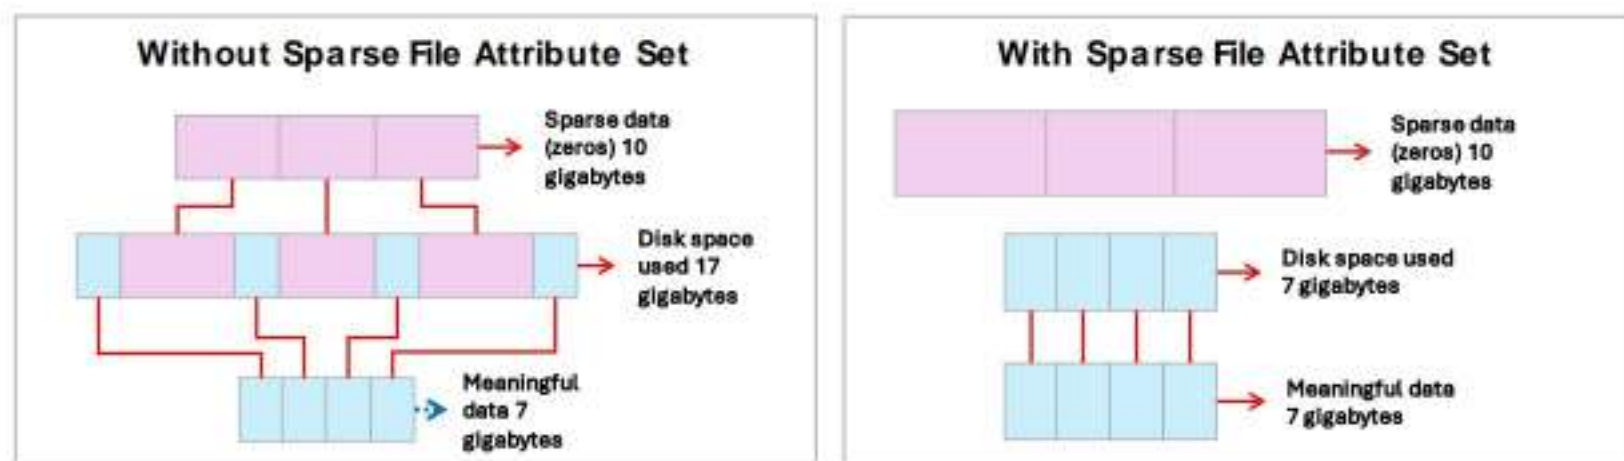 Without Sparse File Attribute Set
Sparse data
(zeros) 10
gigabytes
Disk space
used 17
gigabytes
Meaningful
data 7
gigabytes
With Sparse File Attribute Set
Sparse data
(zeros) 10
gigabytes
Disk space used
7 gigabytes
Meaningful data
7 gigabytes